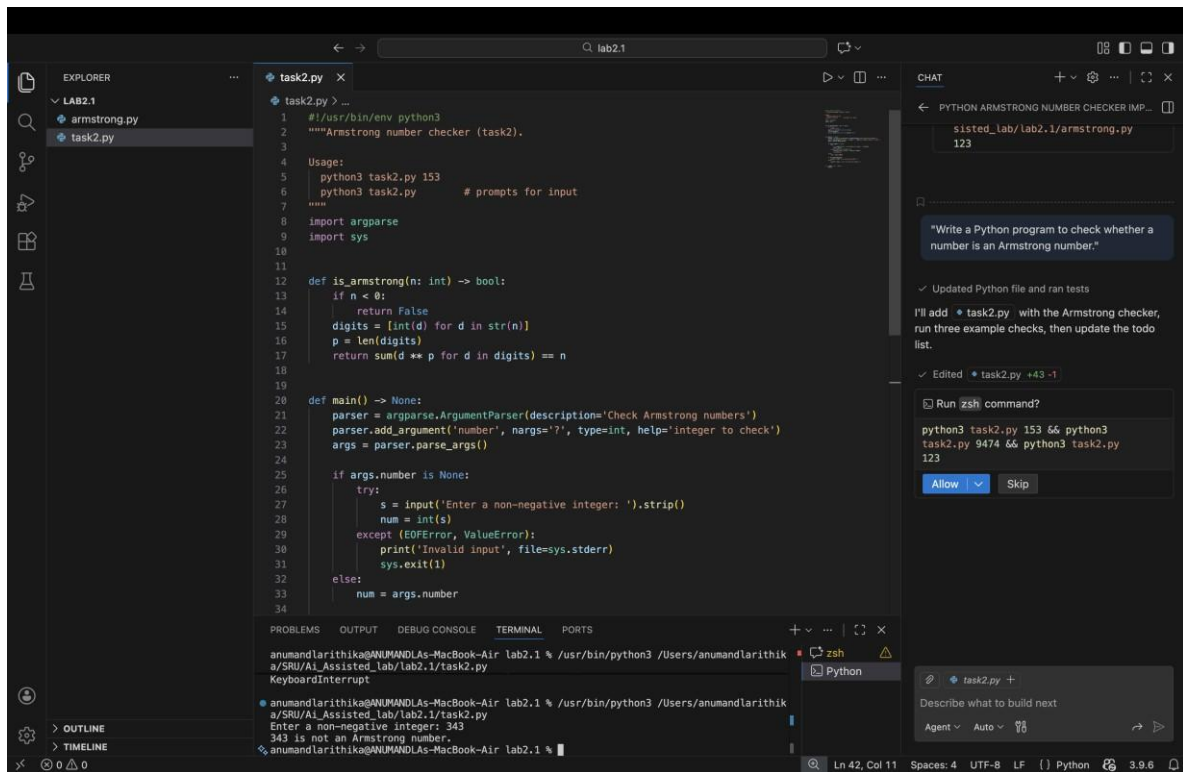 lab2.1
EXPLORER
LAB2.1
armstrong.py
task2.py
OUTLINE
TIMELINE
task2.py
task2.py > ...
1 #!/usr/bin/env python3
2 """Armstrong number checker (task2).
3
4 Usage:
5 python3 task2.py 153
6 python3 task2.py # prompts for input
7 """
8 import argparse
9 import sys
10
11
12 def is_armstrong(n: int) -> bool:
13 if n < 0:
14 return False
15 digits = [int(d) for d in str(n)]
16 p = len(digits)
17 return sum(d ** p for d in digits) == n
18
19
20 def main() -> None:
21 parser = argparse.ArgumentParser(description='Check Armstrong numbers')
22 parser.add_argument('number', nargs='?', type=int, help='integer to check')
23 args = parser.parse_args()
24
25 if args.number is None:
26 try:
27 s = input('Enter a non-negative integer: ').strip()
28 num = int(s)
29 except (EOFError, ValueError):
30 print('Invalid input', file=sys.stderr)
31 sys.exit(1)
32 else:
33 num = args.number
34
PROBLEMS OUTPUT DEBUG CONSOLE TERMINAL PORTS
anumandlarithika@ANUMANDLAs-MacBook-Air lab2.1 % /usr/bin/python3 /Users/anumandlarithik
a/SRU/Ai_Assisted_lab/lab2.1/task2.py
KeyboardInterrupt
anumandlarithika@ANUMANDLAs-MacBook-Air lab2.1 % /usr/bin/python3 /Users/anumandlarithik
a/SRU/Ai_Assisted_lab/lab2.1/task2.py
Enter a non-negative integer: 343
343 is not an Armstrong number.
anumandlarithika@ANUMANDLAs-MacBook-Air lab2.1 %
zsh
Python
CHAT
PYTHON ARMSTRONG NUMBER CHECKER IMP...
sisted_lab/lab2.1/armstrong.py
123
"Write a Python program to check whether a
number is an Armstrong number."
Updated Python file and ran tests
I'll add task2.py with the Armstrong checker,
run three example checks, then update the todo
list.
Edited task2.py +43 -1
Run zsh command?
python3 task2.py 153 && python3
task2.py 9474 && python3 task2.py
123
Allow Skip
task2.py +
Describe what to build next
Agent Auto
0 0 Ln 42, Col 11 Spaces: 4 UTF-8 LF { } Python 3.9.6